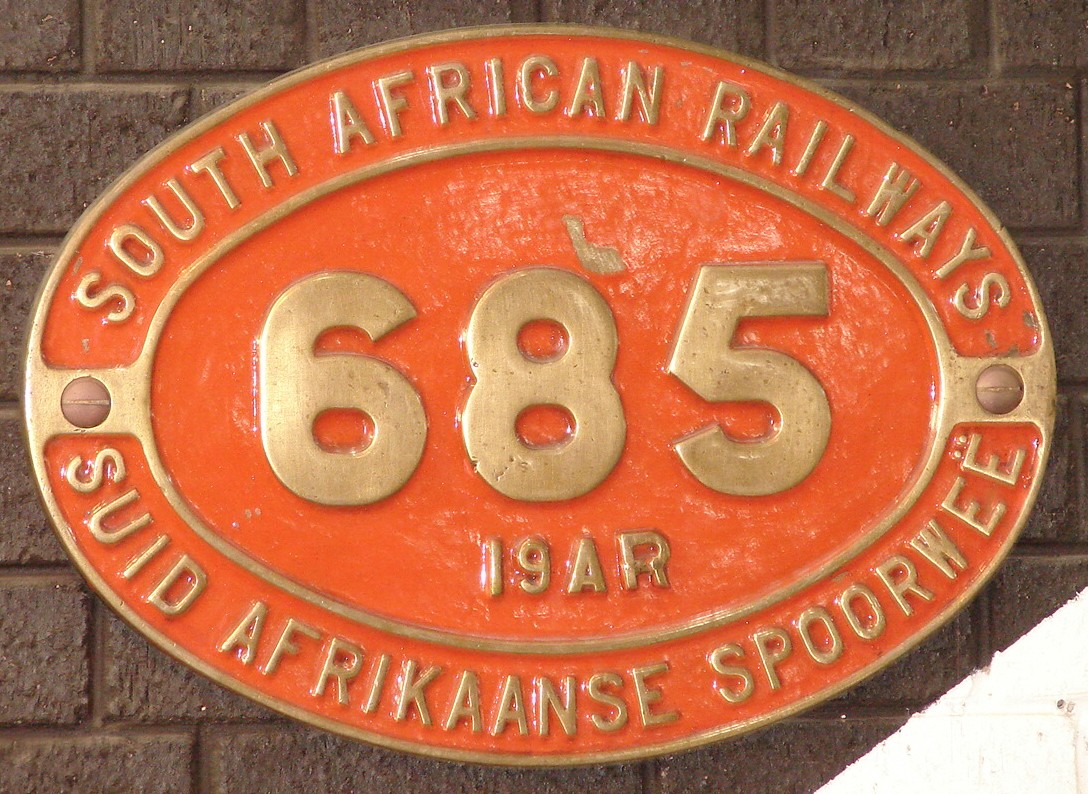 SOUTH AFRICAN RAILWAYS
685
19AR
SUID AFRIKAANSE SPOORWEË